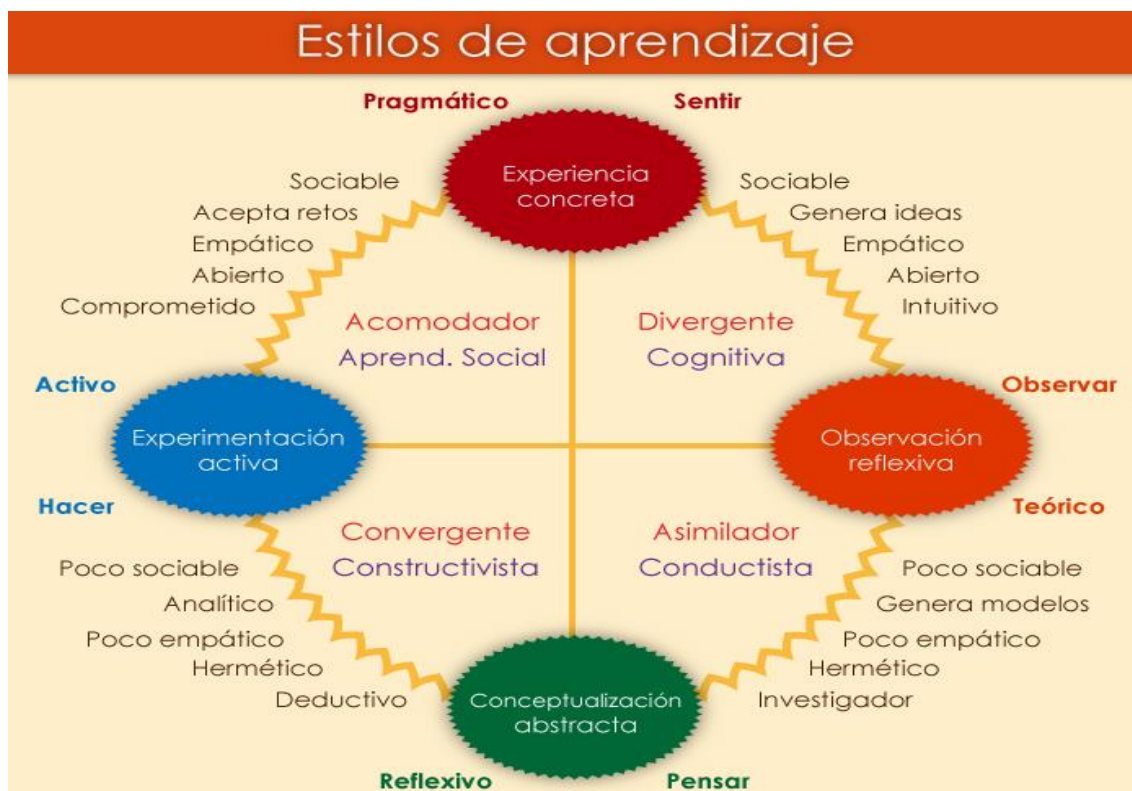 Estilos de aprendizaje
Pragmático
Sentir
Experiencia
concreta
Sociable
Acepta retos
Empático
Abierto
Comprometido
Sociable
Genera ideas
Empático
Abierto
Intuitivo
Acomodador
Aprend. Social
Divergente
Cognitiva
Activo
Experimentación
activa
Hacer
Observar
Observación
reflexiva
Teórico
Convergente
Constructivista
Asimilador
Conductista
Poco sociable
Analítico
Poco empático
Hermético
Deductivo
Poco sociable
Genera modelos
Poco empático
Hermético
Investigador
Conceptualización
abstracta
Reflexivo
Pensar